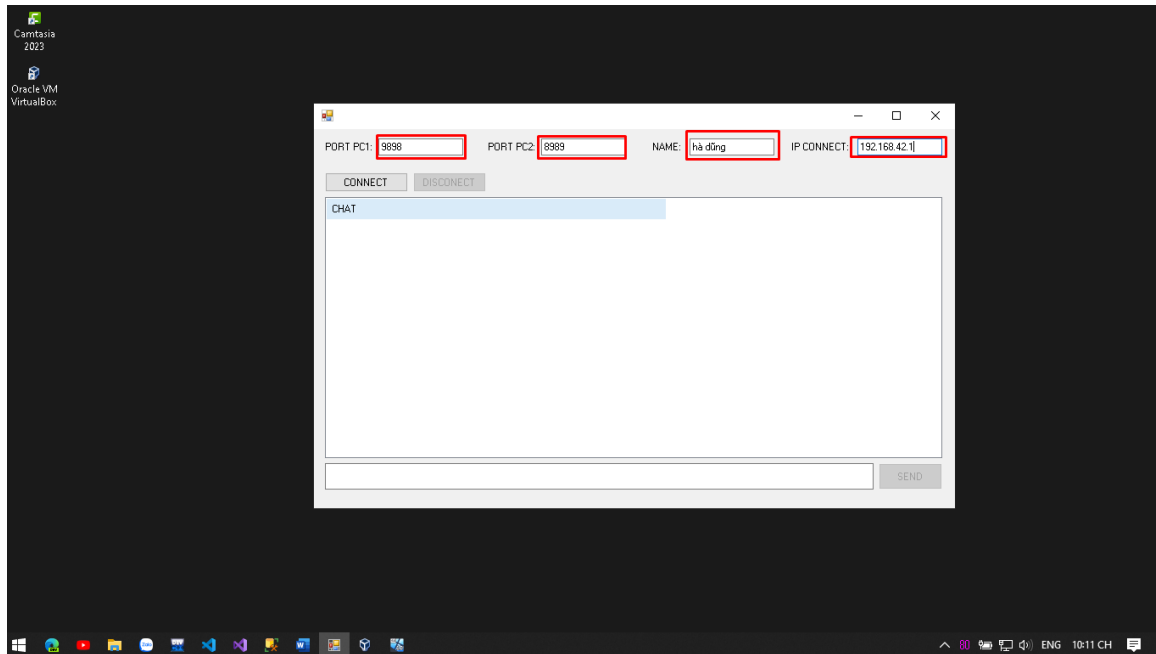 Camtasia
2023
Oracle VM
VirtualBox
PORT PC1: 9898 PORT PC2: 8989 NAME: hà dũng IP CONNECT: 192.168.42.1
CONNECT DISCONECT
CHAT
SEND
ENG 10:11 CH